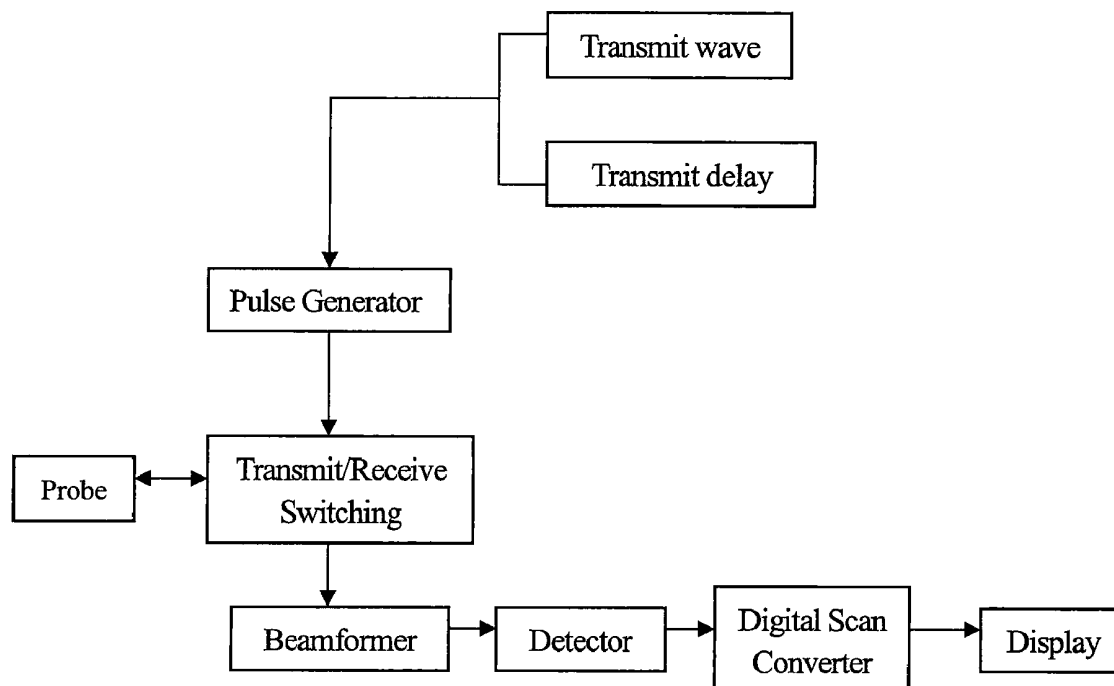 Transmit wave
Transmit delay
Pulse Generator
Probe
Transmit/Receive
Switching
Beamformer
Detector
Digital Scan
Converter
Display